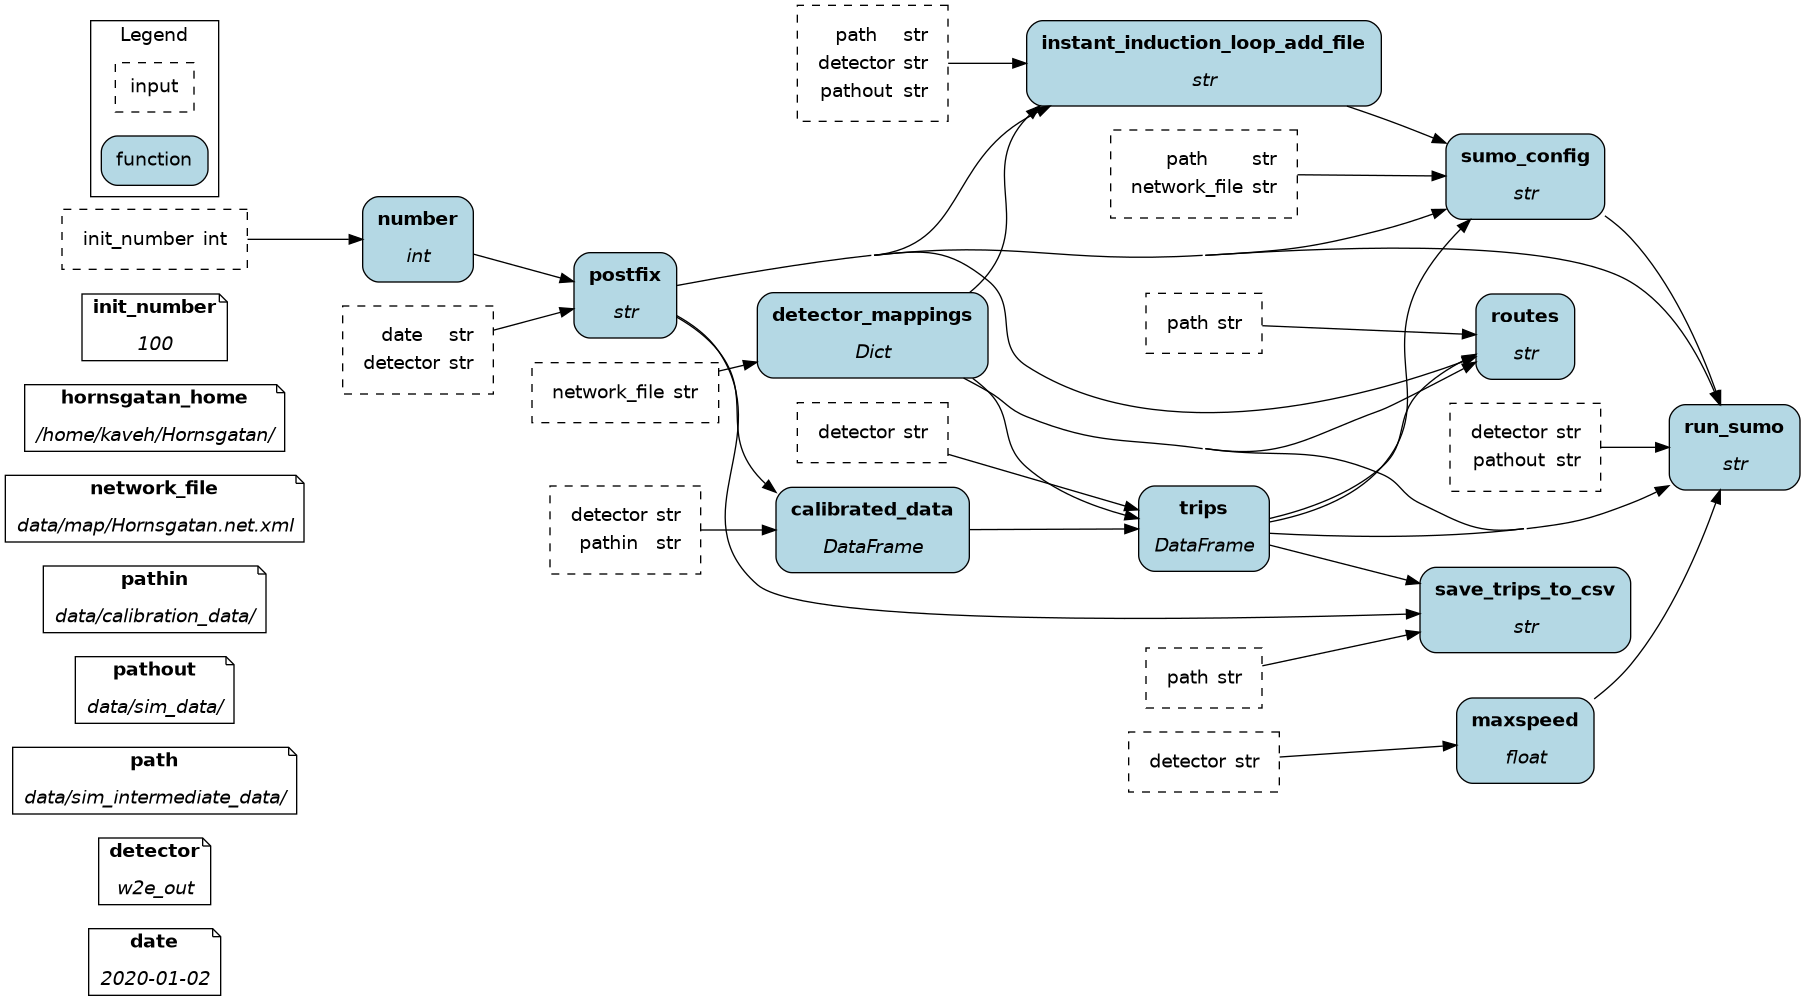 Legend
input
function
init_number int
init_number
100
hornsgatan_home
/home/kaveh/Hornsgatan/
network_file
data/map/Hornsgatan.net.xml
pathin
data/calibration_data/
pathout
data/sim_data/
path
data/sim_intermediate_data/
detector
w2e_out
date
2020-01-02
number
int
date str
detector str
postfix
str
network_file str
detector str
pathin str
path str
detector str
pathout str
detector_mappings
Dict
detector str
calibrated_data
DataFrame
instant_induction_loop_add_file
str
path str
network_file str
path str
trips
DataFrame
path str
detector str
sumo_config
str
routes
str
detector str
pathout str
save_trips_to_csv
str
maxspeed
float
run_sumo
str